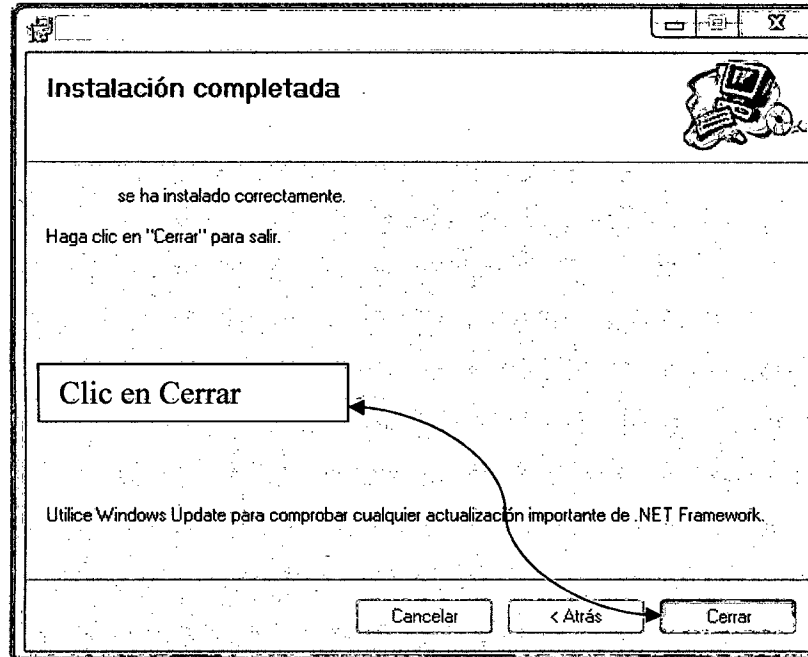 Instalación completada
se ha instalado correctamente.
Haga clic en "Cerrar" para salir.
Clic en Cerrar
Utilice Windows Update para comprobar cualquier actualización importante de .NET Framework.
Cancelar
< Atrás
Cerrar